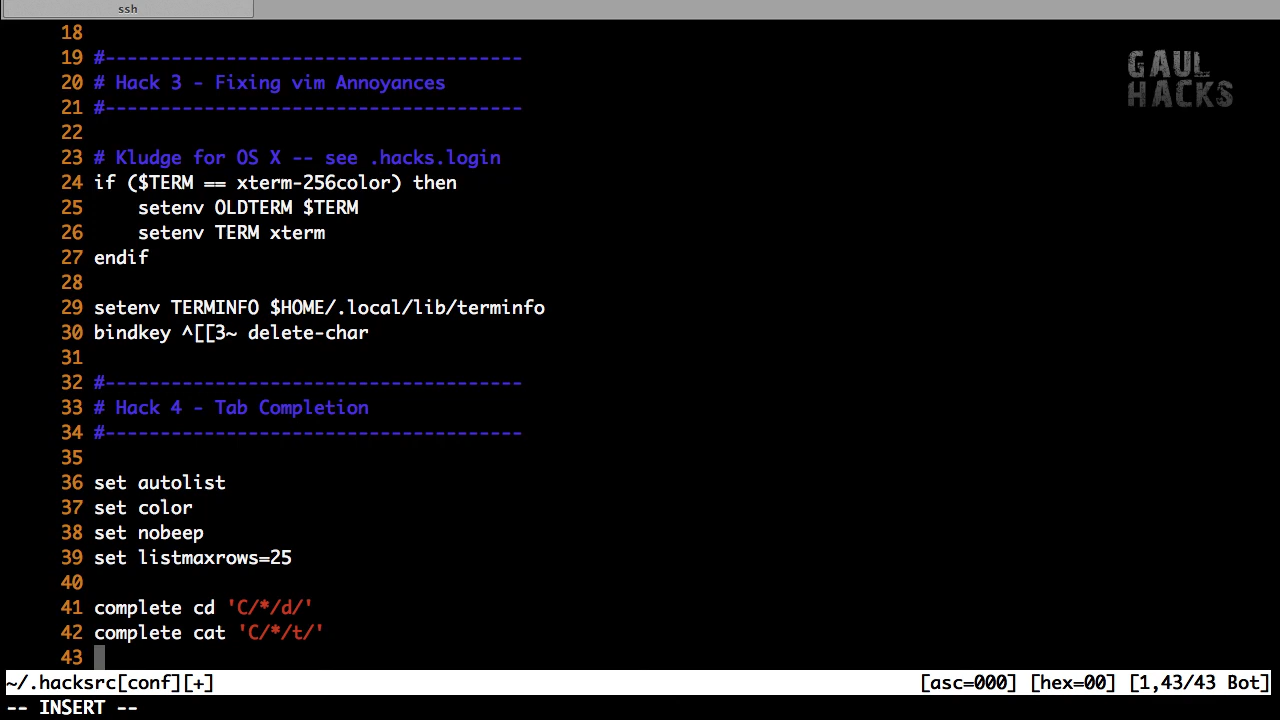 ssh
GAUL
HACKS
18
19 #--------------------------------------
20 # Hack 3 - Fixing vim Annoyances
21 #--------------------------------------
22
23 # Kludge for OS X -- see .hacks.login
24 if ($TERM == xterm-256color) then
25     setenv OLDTERM $TERM
26     setenv TERM xterm
27 endif
28
29 setenv TERMINFO $HOME/.local/lib/terminfo
30 bindkey ^[[3~ delete-char
31
32 #--------------------------------------
33 # Hack 4 - Tab Completion
34 #--------------------------------------
35
36 set autolist
37 set color
38 set nobeep
39 set listmaxrows=25
40
41 complete cd 'C/*/d/'
42 complete cat 'C/*/t/'
43
~/.hacksrc[conf][+] [asc=000] [hex=00] [1,43/43 Bot]
-- INSERT --